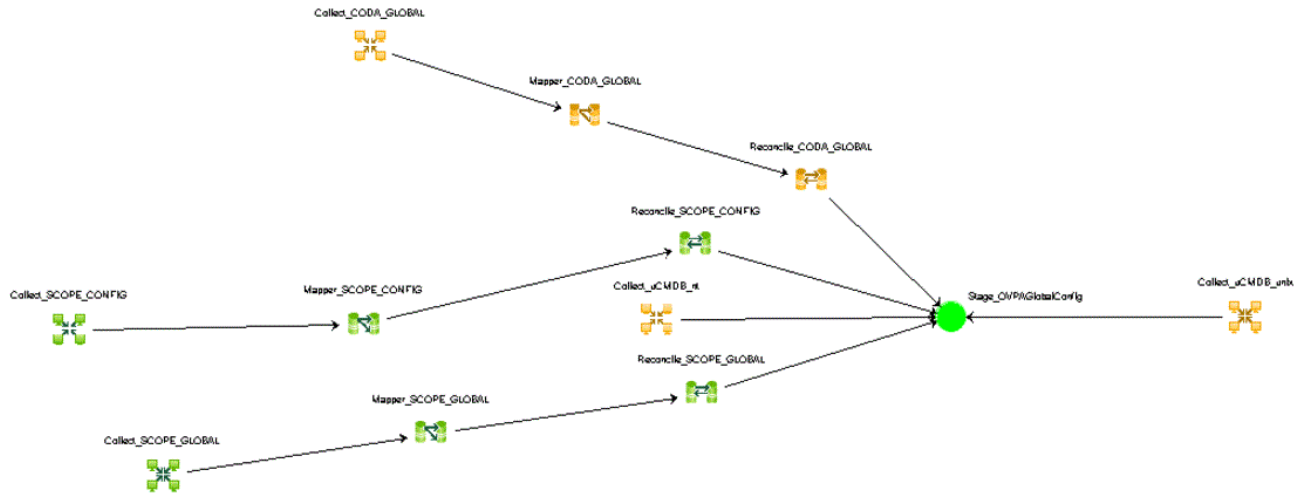 Collect_CODA_GLOBAL
Mapper_CODA_GLOBAL
Reconcile_CODA_GLOBAL
Reconcile_SCOPE_CONFIG
Collect_uCMDB_unix
Collect_uCMDB_nt
Mapper_SCOPE_CONFIG
Collect_SCOPE_CONFIG
Stage_OVPAGlobalConfig
Reconcile_SCOPE_GLOBAL
Mapper_SCOPE_GLOBAL
Collect_SCOPE_GLOBAL